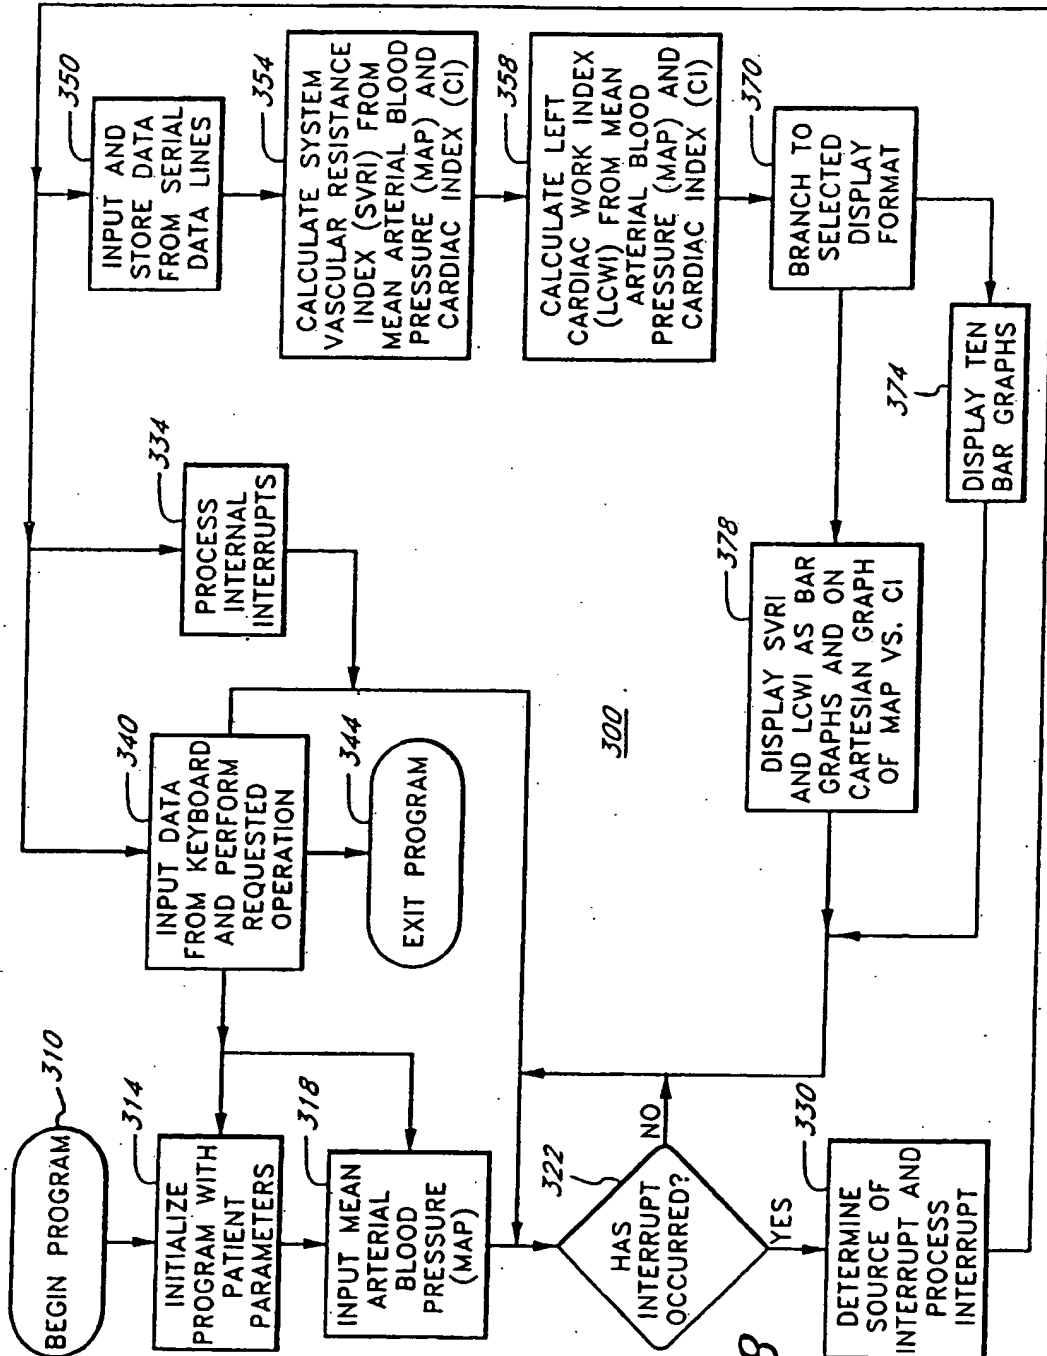 BEGIN PROGRAM
310
INITIALIZE
PROGRAM WITH
PATIENT
PARAMETERS
314
INPUT MEAN
ARTERIAL
BLOOD
PRESSURE
(MAP)
318
HAS
INTERRUPT
OCCURRED?
322
NO
YES
DETERMINE
SOURCE OF
INTERRUPT AND
PROCESS
INTERRUPT
330
INPUT DATA
FROM KEYBOARD
AND PERFORM
REQUESTED
OPERATION
340
EXIT PROGRAM
344
PROCESS
INTERNAL
INTERRUPTS
334
300
INPUT AND
STORE DATA
FROM SERIAL
DATA LINES
350
CALCULATE SYSTEM
VASCULAR RESISTANCE
INDEX (SVRI) FROM
MEAN ARTERIAL BLOOD
PRESSURE (MAP) AND
CARDIAC INDEX (CI)
354
CALCULATE LEFT
CARDIAC WORK INDEX
(LCWI) FROM MEAN
ARTERIAL BLOOD
PRESSURE (MAP) AND
CARDIAC INDEX (CI)
358
BRANCH TO
SELECTED
DISPLAY
FORMAT
370
DISPLAY TEN
BAR GRAPHS
374
DISPLAY SVRI
AND LCWI AS BAR
GRAPHS AND ON
CARTESIAN GRAPH
OF MAP VS. CI
378
8